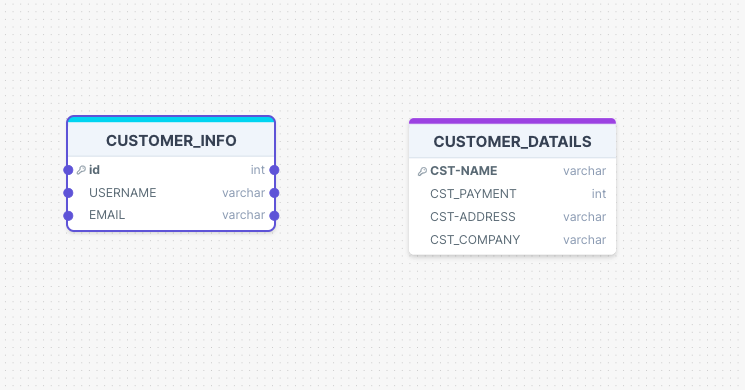 CUSTOMER_INFO
id int
USERNAME varchar
EMAIL varchar
CUSTOMER_DATAILS
CST-NAME varchar
CST_PAYMENT int
CST-ADDRESS varchar
CST_COMPANY varchar